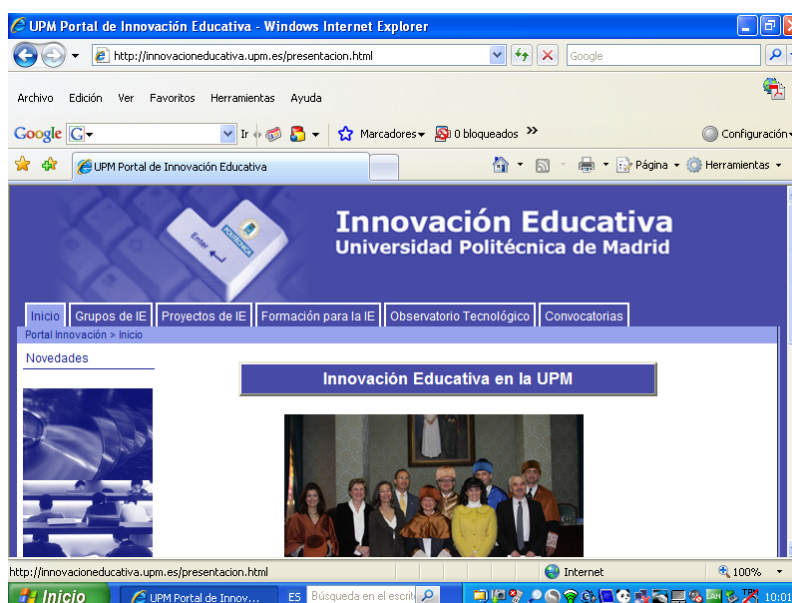 UPM Portal de Innovación Educativa - Windows Internet Explorer
http://innovacioneducativa.upm.es/presentacion.html
Google
Archivo Edición Ver Favoritos Herramientas Ayuda
Google G Ir Marcadores 0 bloqueados Configuración
UPM Portal de Innovación Educativa Página Herramientas
Enter
POLITÉCNICA
Innovación Educativa
Universidad Politécnica de Madrid
Inicio Grupos de IE Proyectos de IE Formación para la IE Observatorio Tecnológico Convocatorias
Portal Innovación > Inicio
Novedades
Innovación Educativa en la UPM
http://innovacioneducativa.upm.es/presentacion.html Internet 100%
Inicio UPM Portal de Innov... ES Búsqueda en el escrit 10:01